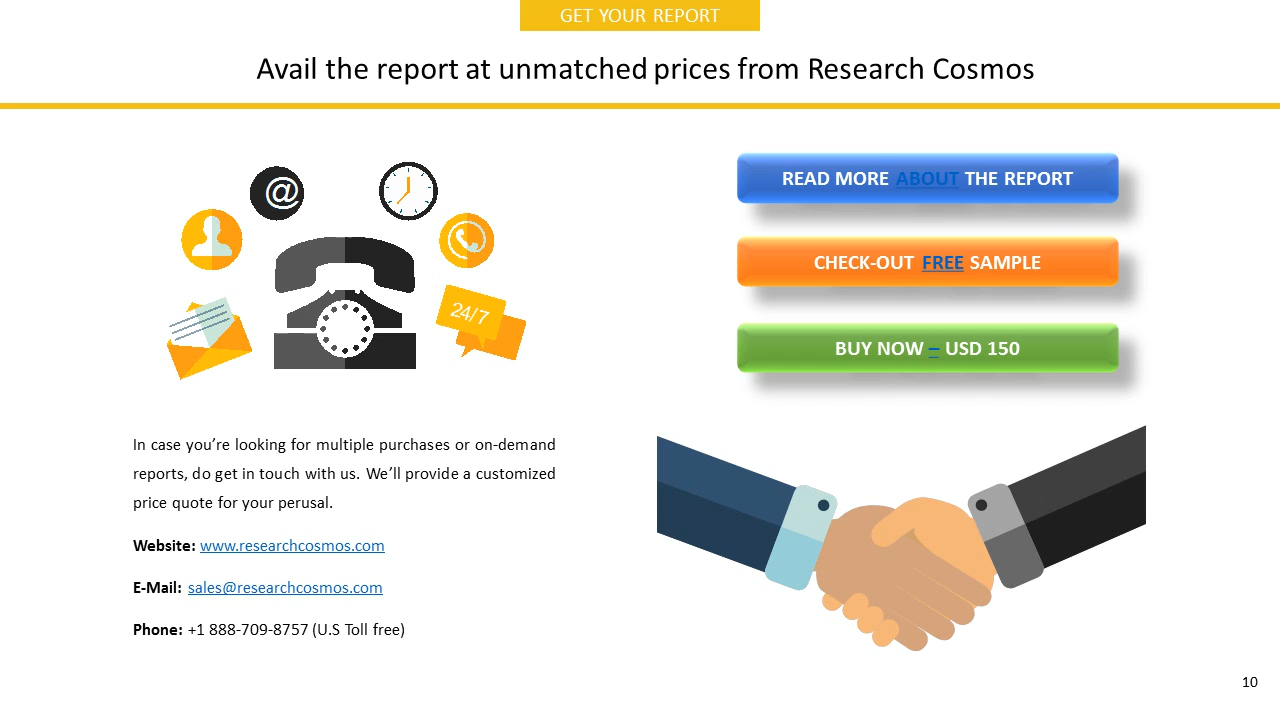 GET YOUR REPORT
Avail the report at unmatched prices from Research Cosmos
@
24/7
READ MORE ABOUT THE REPORT
CHECK-OUT FREE SAMPLE
BUY NOW – USD 150
In case you’re looking for multiple purchases or on-demand
reports, do get in touch with us. We’ll provide a customized
price quote for your perusal.
Website: www.researchcosmos.com
E-Mail: sales@researchcosmos.com
Phone: +1 888-709-8757 (U.S Toll free)
10